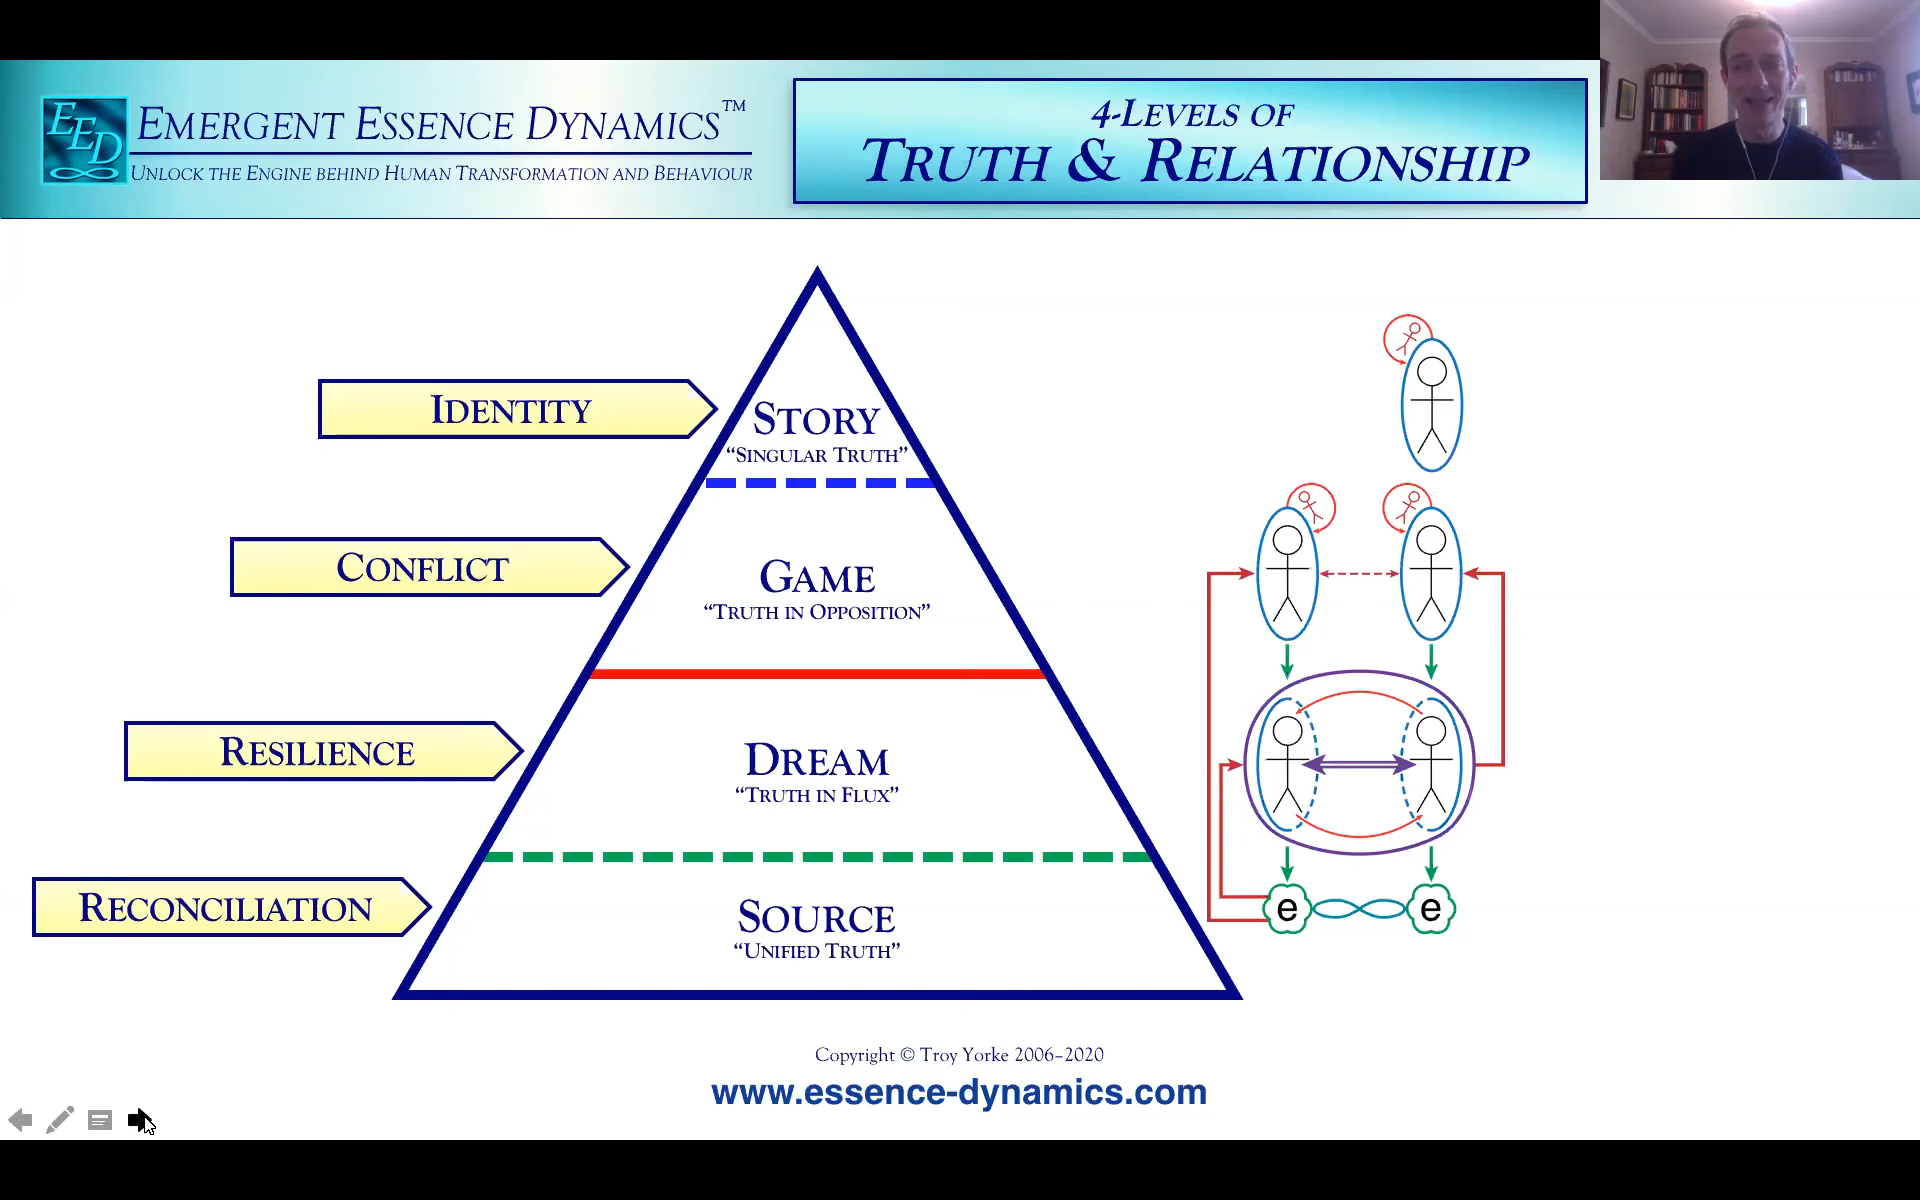 EED
EMERGENT ESSENCE DYNAMICS™
UNLOCK THE ENGINE BEHIND HUMAN TRANSFORMATION AND BEHAVIOUR
4-LEVELS OF
TRUTH & RELATIONSHIP
IDENTITY
STORY
“SINGULAR TRUTH”
CONFLICT
GAME
“TRUTH IN OPPOSITION”
RESILIENCE
DREAM
“TRUTH IN FLUX”
RECONCILIATION
SOURCE
“UNIFIED TRUTH”
e
e
Copyright © Troy Yorke 2006–2020
www.essence-dynamics.com